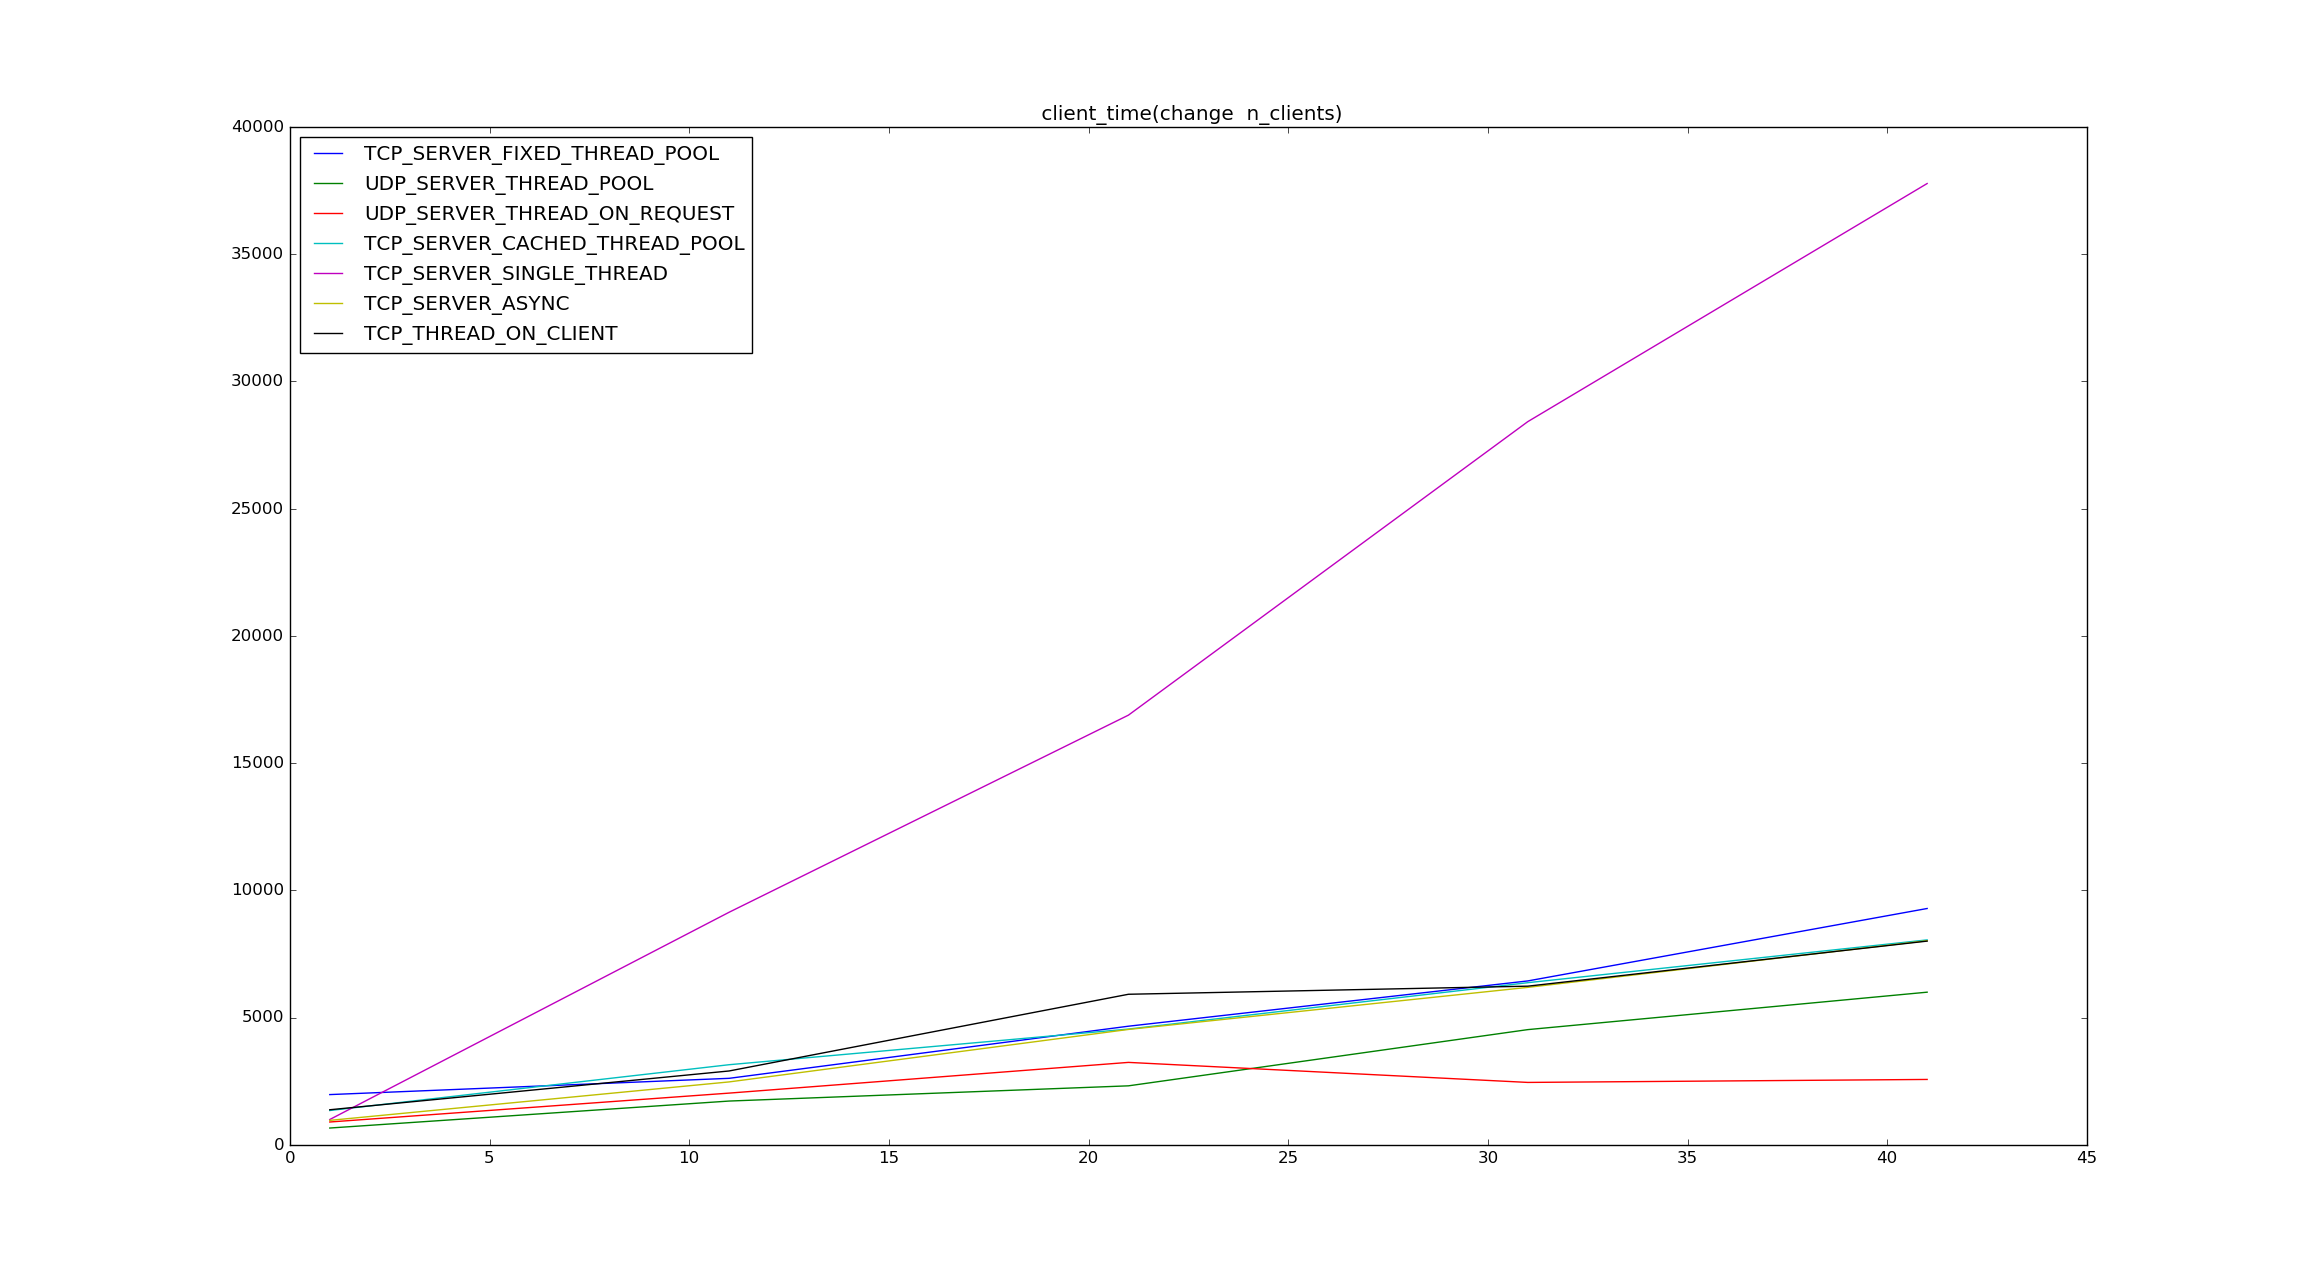 client_time(change  n_clients)
40000
35000
30000
25000
20000
15000
10000
5000
0
TCP_SERVER_FIXED_THREAD_POOL
UDP_SERVER_THREAD_POOL
UDP_SERVER_THREAD_ON_REQUEST
TCP_SERVER_CACHED_THREAD_POOL
TCP_SERVER_SINGLE_THREAD
TCP_SERVER_ASYNC
TCP_THREAD_ON_CLIENT
0 5 10 15 20 25 30 35 40 45